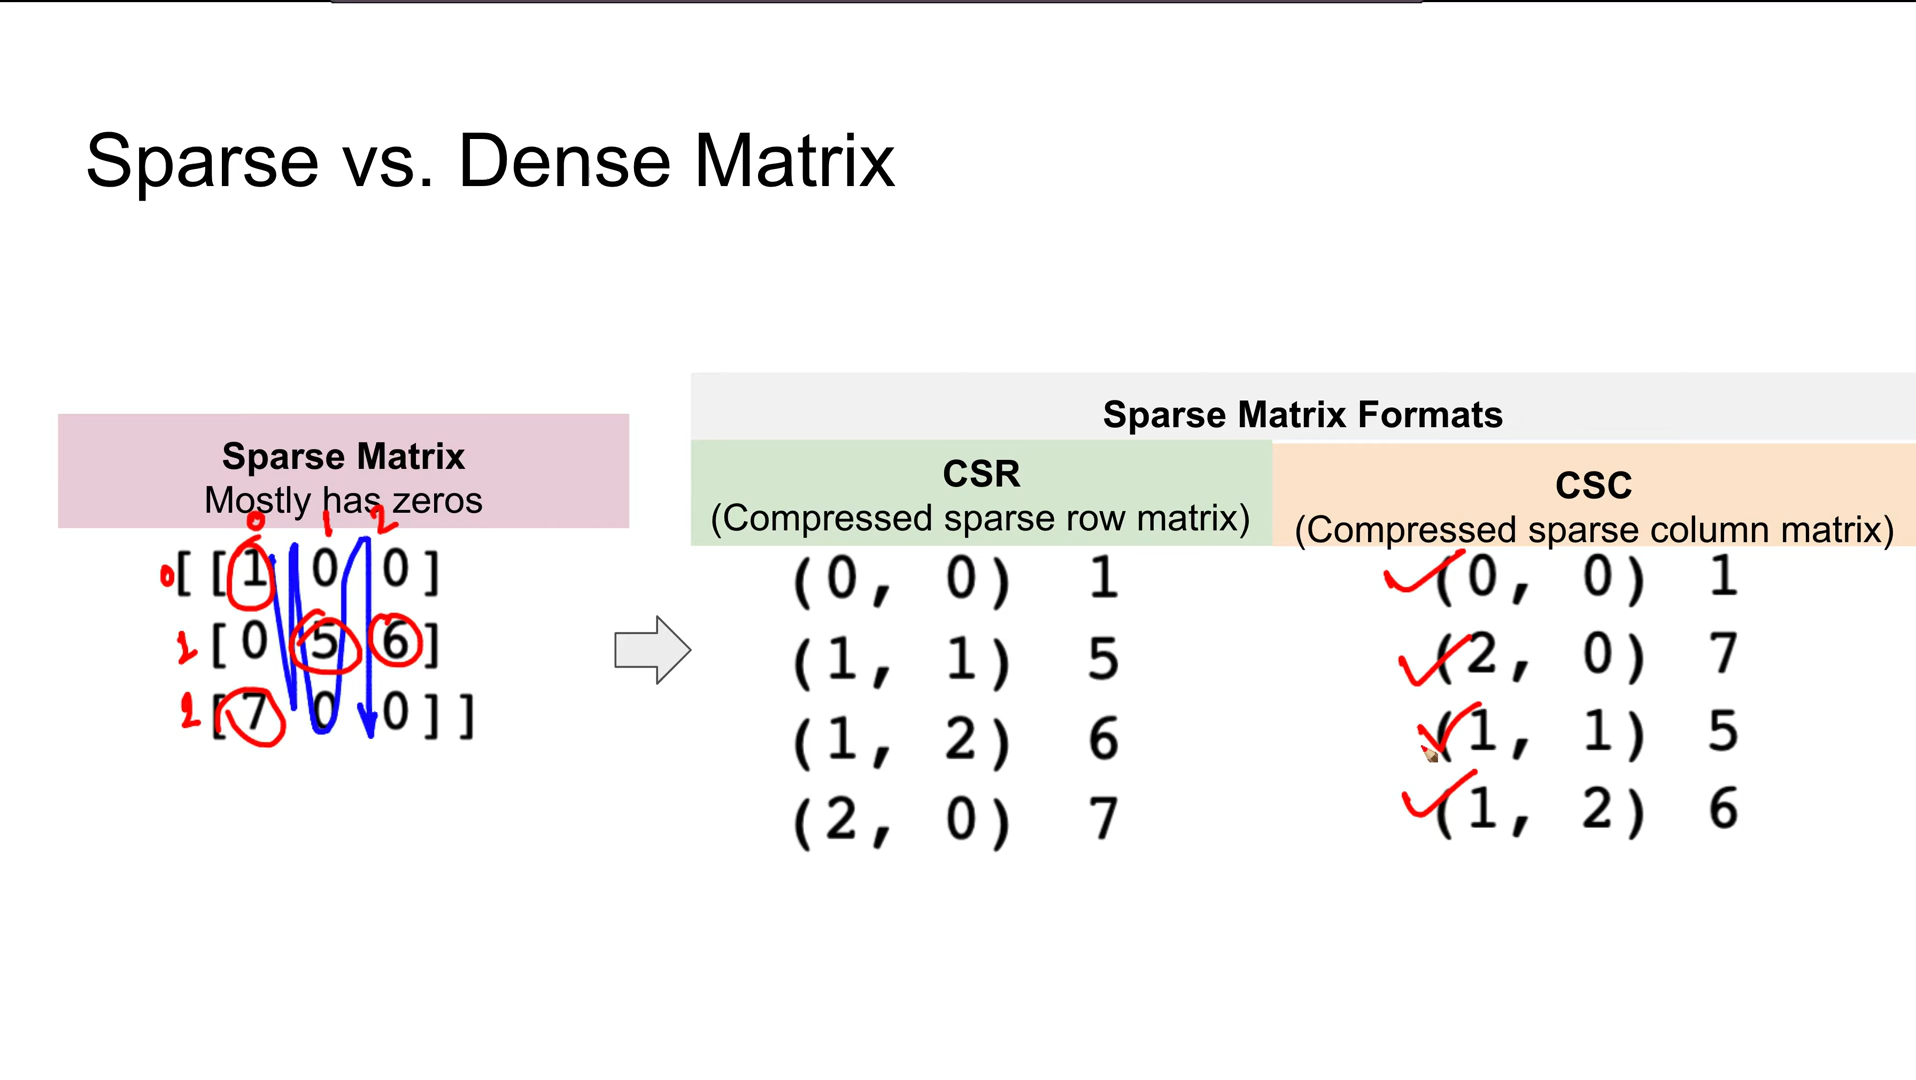 Sparse vs. Dense Matrix
Sparse Matrix
Mostly has zeros
0 1 2
0 [[1 0 0]
1 [0 5 6]
2 [7 0 0]]
Sparse Matrix Formats
CSR
(Compressed sparse row matrix)
(0, 0) 1
(1, 1) 5
(1, 2) 6
(2, 0) 7
CSC
(Compressed sparse column matrix)
(0, 0) 1
(2, 0) 7
(1, 1) 5
(1, 2) 6